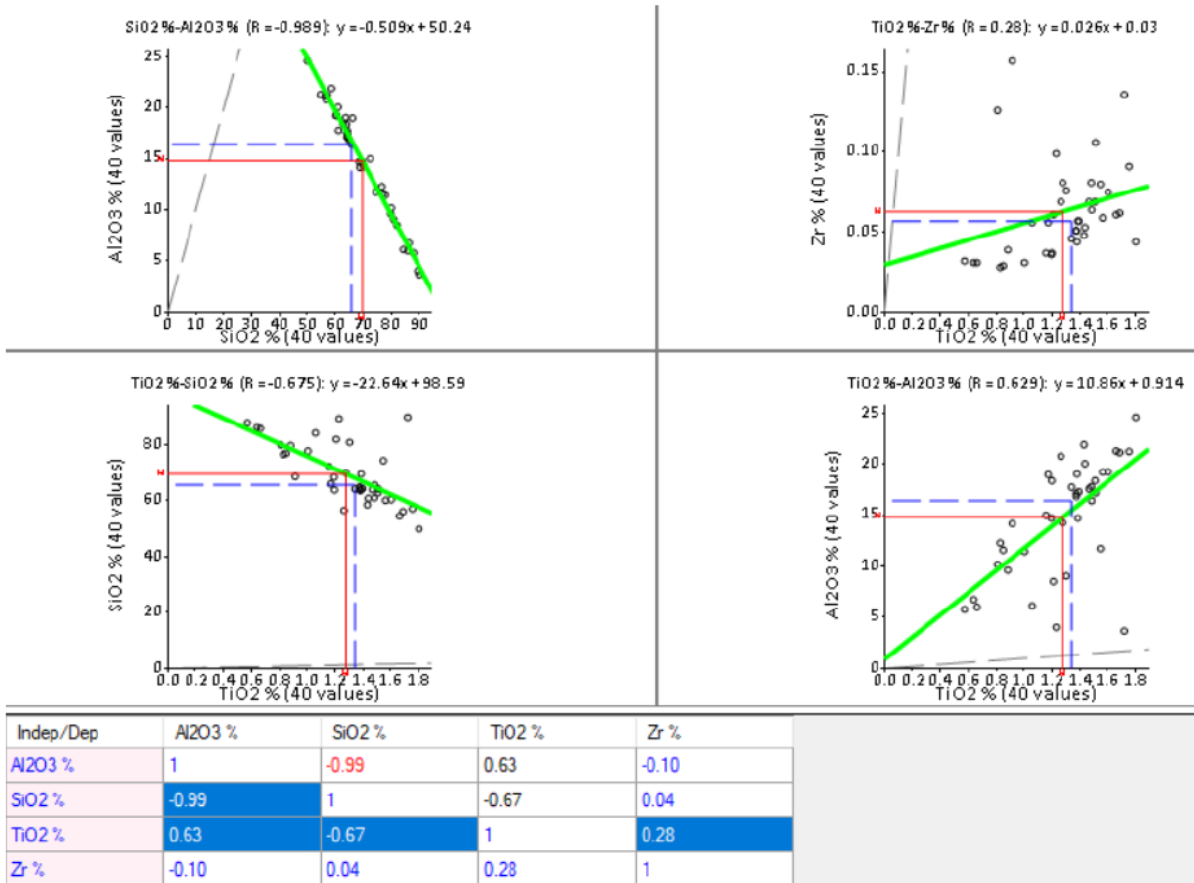 SiO2 %-Al2O3 % (R = -0.989): y = -0.509x + 50.24
Al2O3 % (40 values)
25
20
15
10
5
0
0 10 20 30 40 50 60 70 80 90
SiO2 % (40 values)
TiO2 %-Zr % (R = 0.28): y = 0.026x + 0.03
Zr % (40 values)
0.15
0.10
0.05
0.00
0.0 0.2 0.4 0.6 0.8 1.0 1.2 1.4 1.6 1.8
TiO2 % (40 values)
TiO2 %-SiO2 % (R = -0.675): y = -22.64x + 98.59
SiO2 % (40 values)
80
60
40
20
0
0.0 0.2 0.4 0.6 0.8 1.0 1.2 1.4 1.6 1.8
TiO2 % (40 values)
TiO2 %-Al2O3 % (R = 0.629): y = 10.86x + 0.914
Al2O3 % (40 values)
25
20
15
10
5
0
0.0 0.2 0.4 0.6 0.8 1.0 1.2 1.4 1.6 1.8
TiO2 % (40 values)
Indep/Dep Al2O3 % SiO2 % TiO2 % Zr %
Al2O3 % 1 -0.99 0.63 -0.10
SiO2 % -0.99 1 -0.67 0.04
TiO2 % 0.63 -0.67 1 0.28
Zr % -0.10 0.04 0.28 1